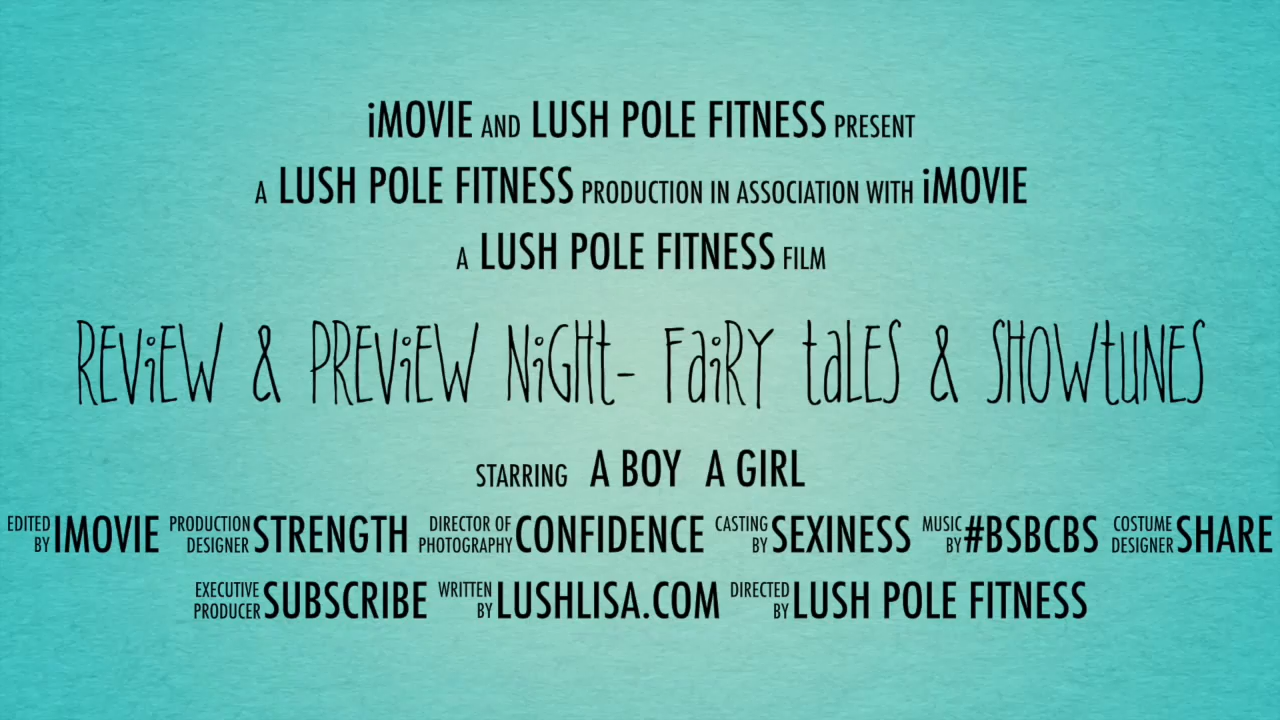 iMOVIE AND LUSH POLE FITNESS PRESENT
A LUSH POLE FITNESS PRODUCTION IN ASSOCIATION WITH iMOVIE
A LUSH POLE FITNESS FILM
REViEW & PREViEW NiGHt- FaiRY taLES & SHOWtUNES
STARRING A BOY A GIRL
EDITED BY IMOVIE PRODUCTION DESIGNER STRENGTH DIRECTOR OF PHOTOGRAPHY CONFIDENCE CASTING BY SEXINESS MUSIC BY #BSBCBS COSTUME DESIGNER SHARE
EXECUTIVE PRODUCER SUBSCRIBE WRITTEN BY LUSHLISA.COM DIRECTED BY LUSH POLE FITNESS